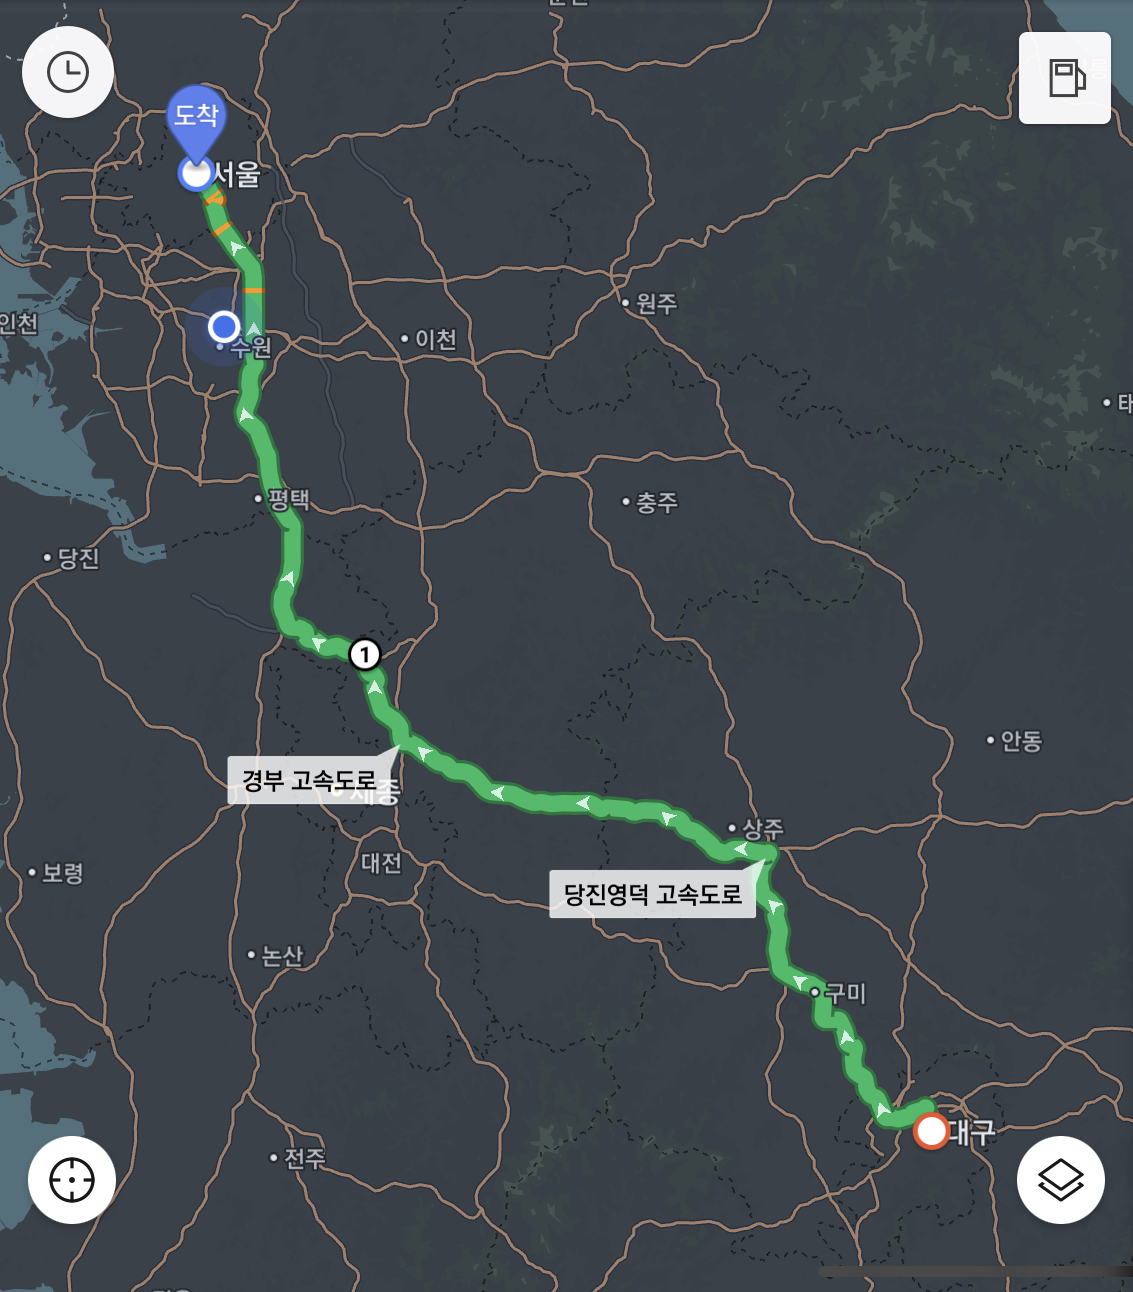 도착
서울
원주
인천
이천
수원
태
평택
충주
당진
1
안동
경부 고속도로
세종
상주
대전
보령
당진영덕 고속도로
논산
구미
대구
전주